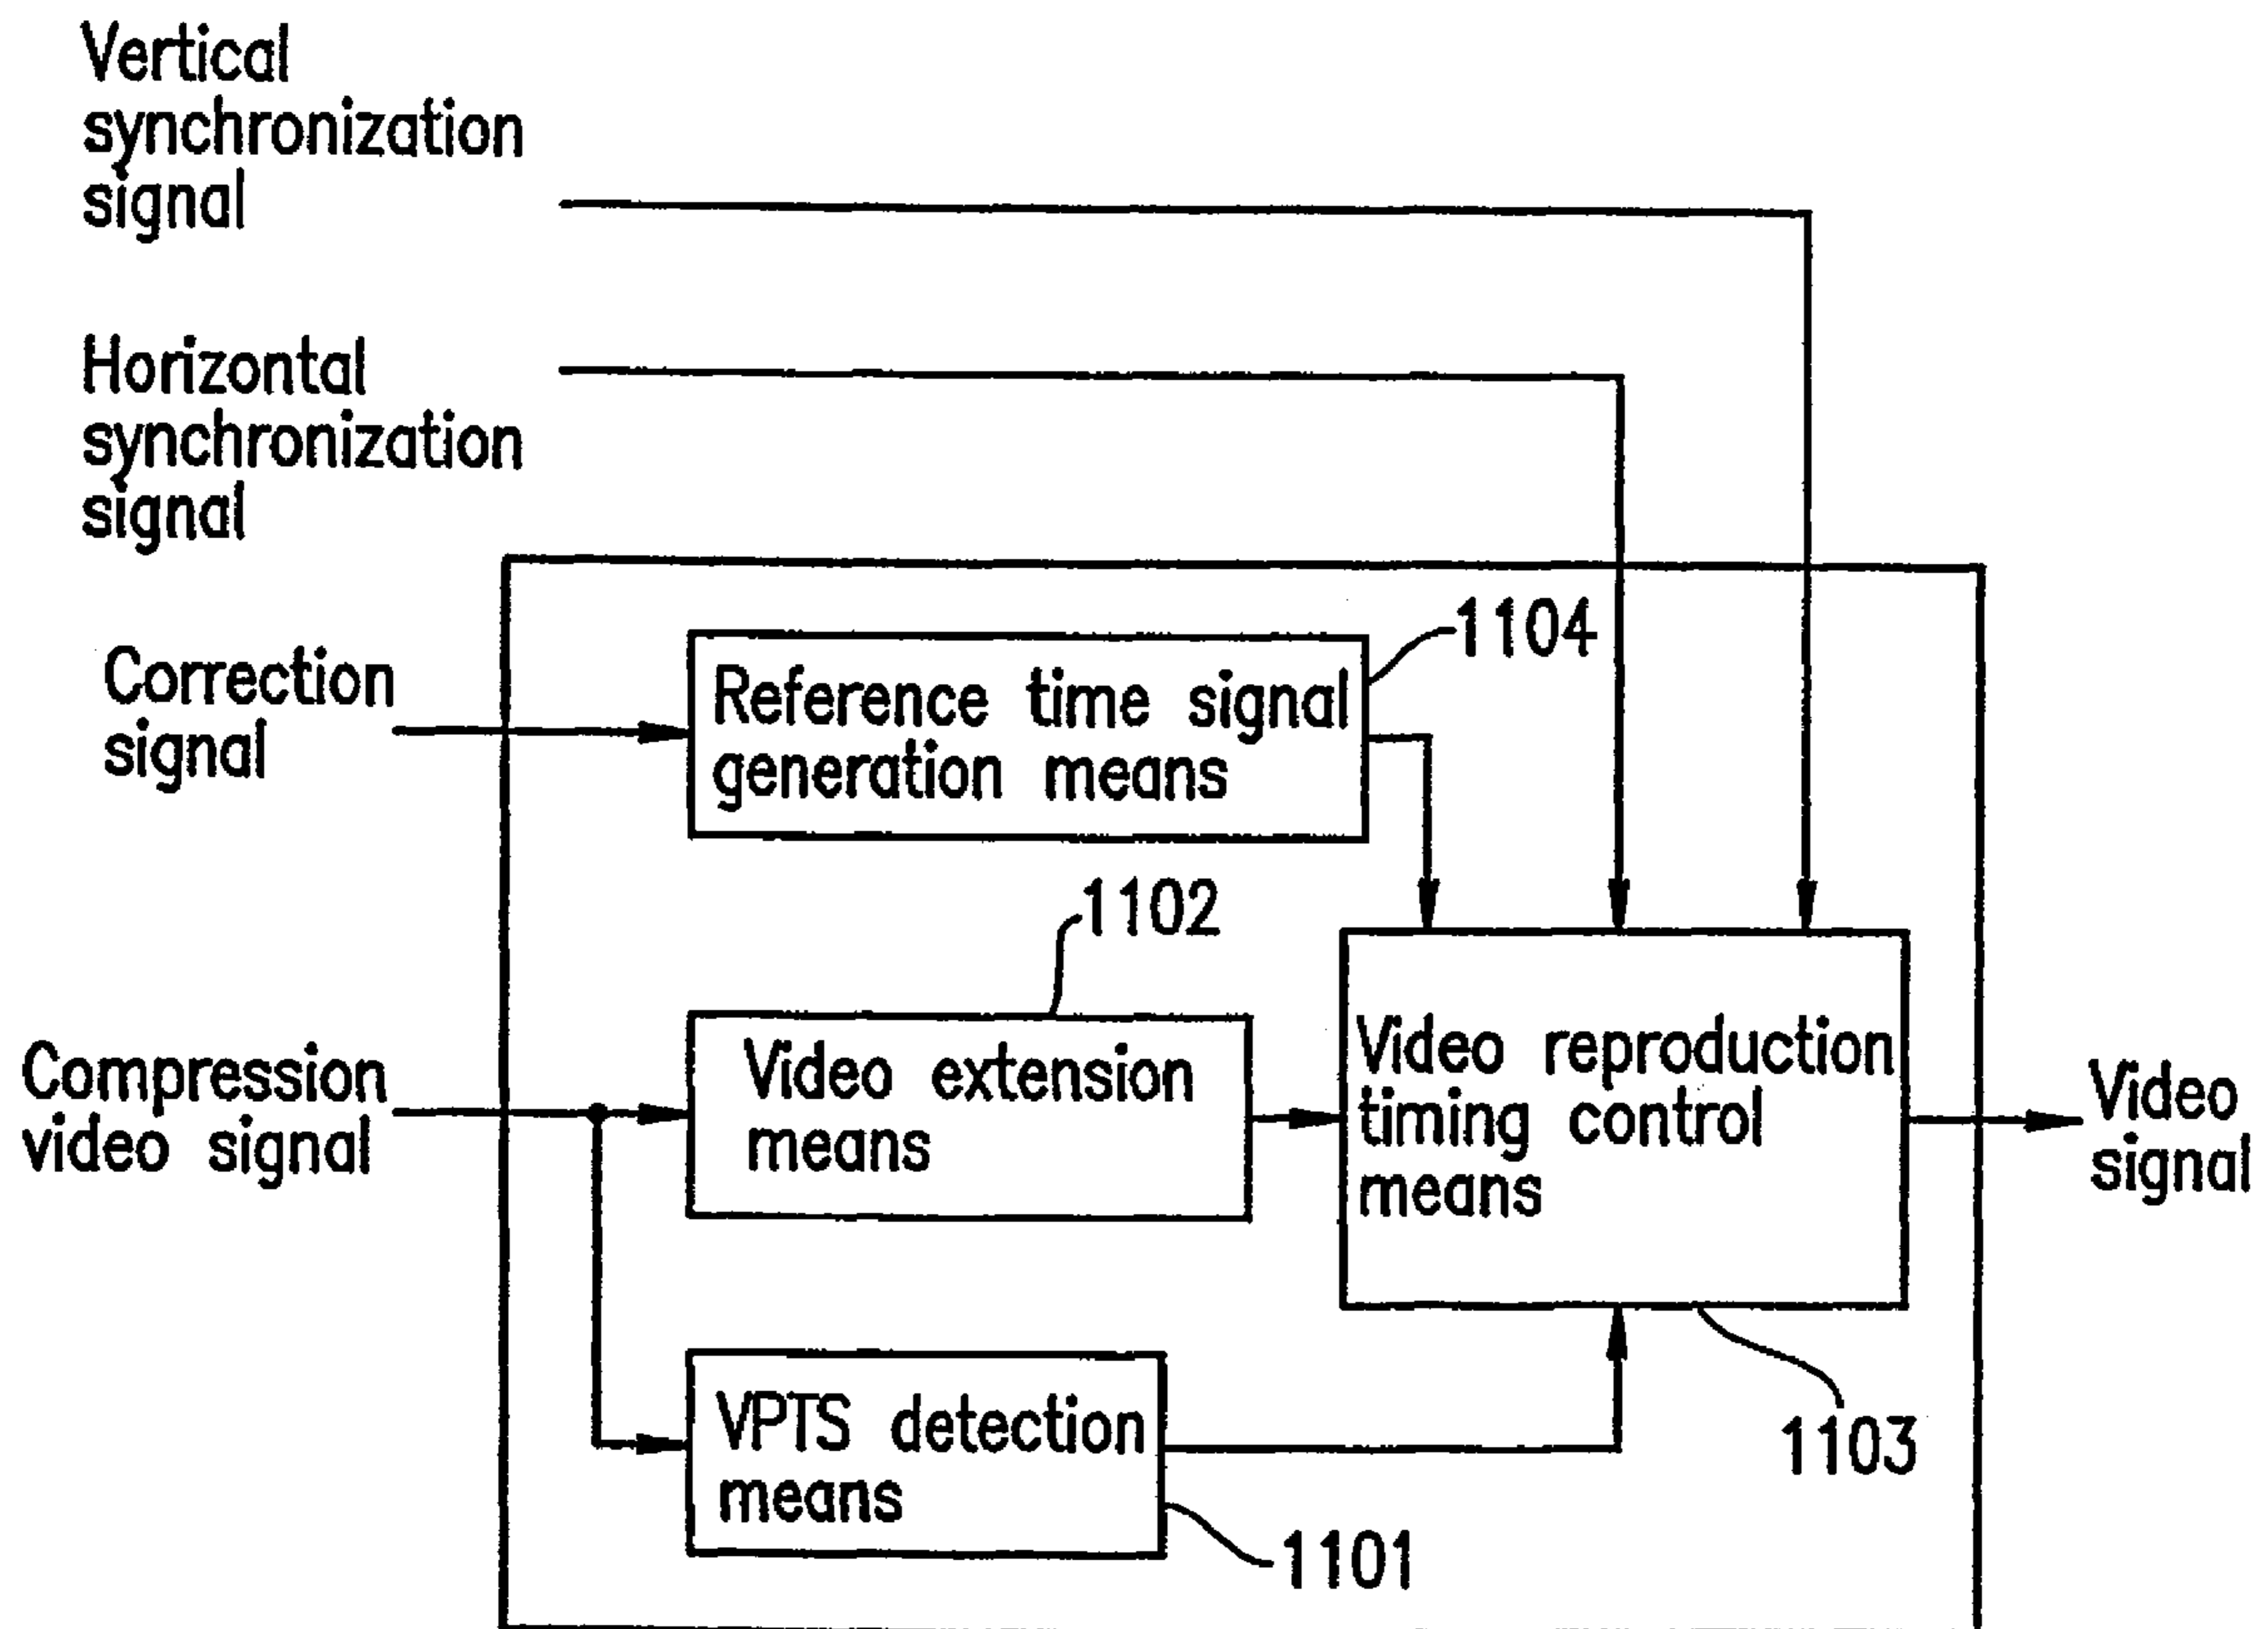 Vertical
synchronization
signal
Horizontal
synchronization
signal
Correction
signal
Reference time signal
generation means
1104
1102
Compression
video signal
Video extension
means
Video reproduction
timing control
means
Video
signal
VPTS detection
means
1103
1101